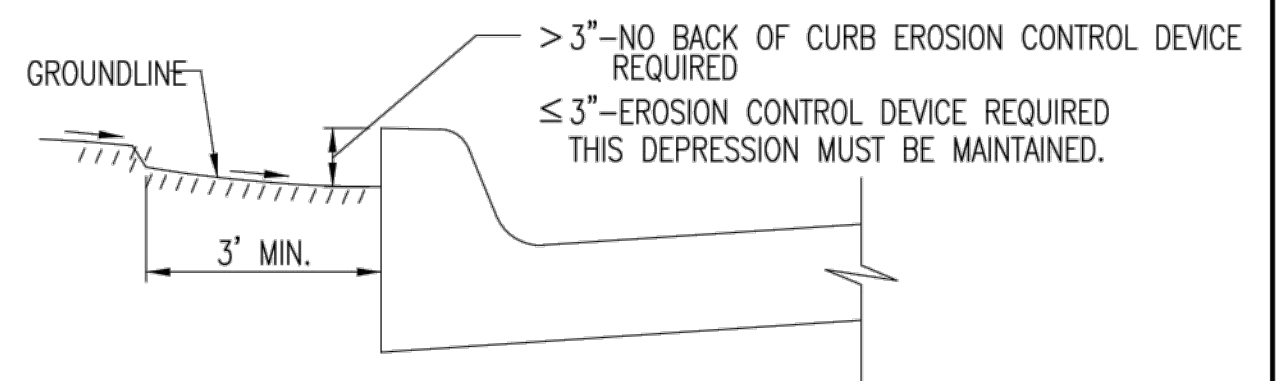 > 3"-NO BACK OF CURB EROSION CONTROL DEVICE
REQUIRED
GROUNDLINE
≤ 3"-EROSION CONTROL DEVICE REQUIRED
THIS DEPRESSION MUST BE MAINTAINED.
3' MIN.